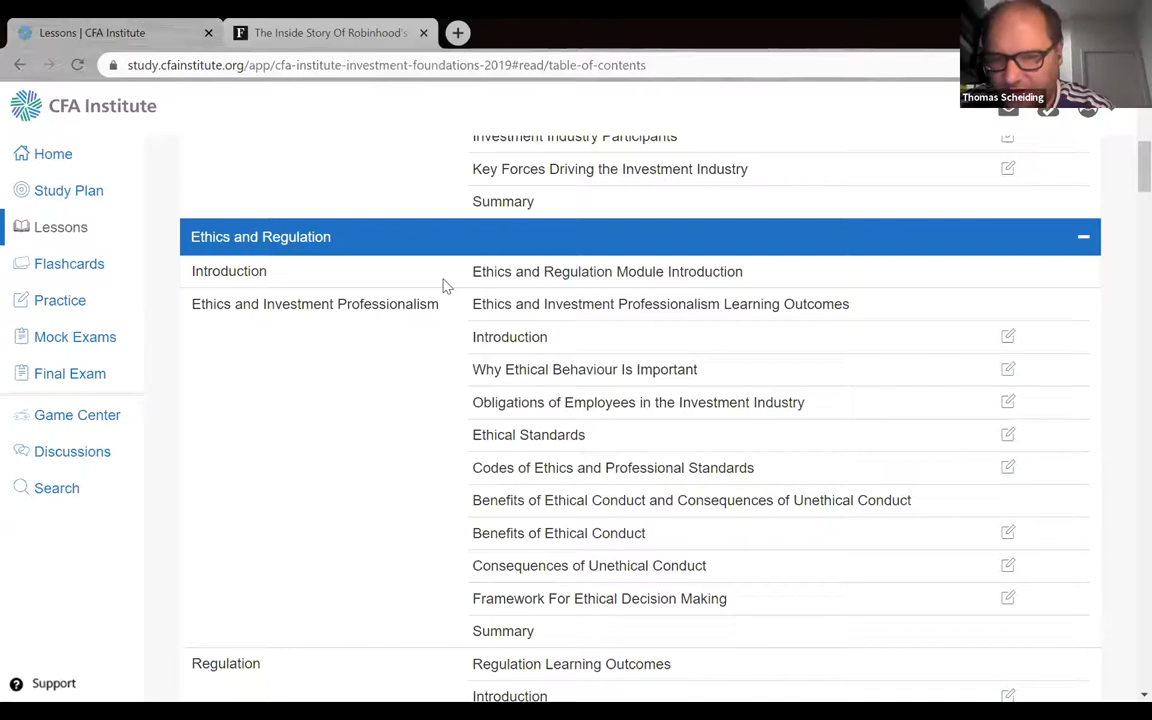 Lessons | CFA Institute
The Inside Story Of Robinhood's
study.cfainstitute.org/app/cfa-institute-investment-foundations-2019#read/table-of-contents
Thomas Scheiding
CFA Institute
Home
Study Plan
Lessons
Flashcards
Practice
Mock Exams
Final Exam
Game Center
Discussions
Search
Support
Investment Industry Participants
Key Forces Driving the Investment Industry
Summary
Ethics and Regulation
Introduction
Ethics and Regulation Module Introduction
Ethics and Investment Professionalism
Ethics and Investment Professionalism Learning Outcomes
Introduction
Why Ethical Behaviour Is Important
Obligations of Employees in the Investment Industry
Ethical Standards
Codes of Ethics and Professional Standards
Benefits of Ethical Conduct and Consequences of Unethical Conduct
Benefits of Ethical Conduct
Consequences of Unethical Conduct
Framework For Ethical Decision Making
Summary
Regulation
Regulation Learning Outcomes
Introduction